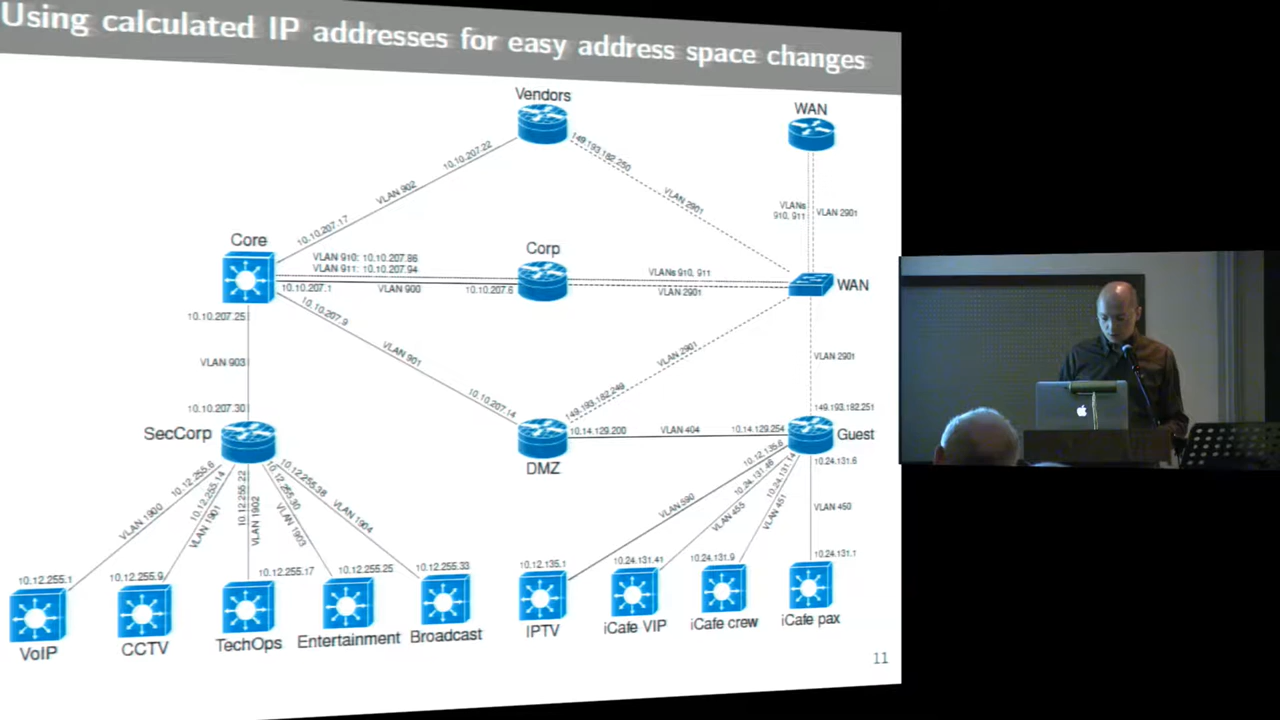 Using calculated IP addresses for easy address space changes
Vendors
WAN
149.193.182.250
10.10.207.22
VLAN 902
VLAN 2901
10.10.207.17
VLANs
910, 911
VLAN 2901
Core
Corp
VLAN 910: 10.10.207.86
VLAN 911: 10.10.207.94
VLANs 910, 911
10.10.207.1
VLAN 900
10.10.207.6
VLAN 2901
WAN
10.10.207.25
10.10.207.9
VLAN 903
VLAN 901
VLAN 2901
VLAN 2901
10.10.207.30
10.10.207.14
149.193.182.249
149.193.182.251
SecCorp
10.14.129.200
VLAN 404
10.14.129.254
Guest
DMZ
10.12.255.6
10.12.255.14
10.12.255.22
10.12.255.30
10.12.255.38
10.12.135.6
10.24.131.46
10.24.131.14
10.24.131.6
VLAN 1900
VLAN 1901
VLAN 1902
VLAN 1903
VLAN 1904
VLAN 590
VLAN 455
VLAN 451
VLAN 450
10.12.255.1
10.12.255.9
10.12.255.17
10.12.255.25
10.12.255.33
10.12.135.1
10.24.131.41
10.24.131.9
10.24.131.1
VoIP
CCTV
TechOps
Entertainment
Broadcast
IPTV
iCafe VIP
iCafe crew
iCafe pax
11